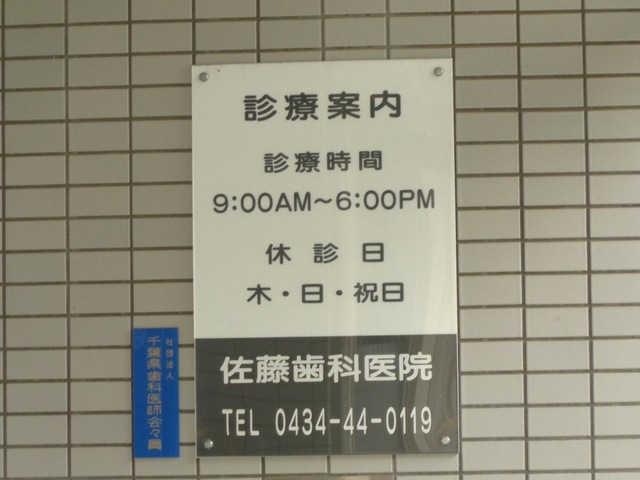 診療案内
診療時間
9:00AM～6:00PM
休診日
木・日・祝日
佐藤歯科医院
TEL 0434-44-0119
社団法人
千葉県歯科医師会々員